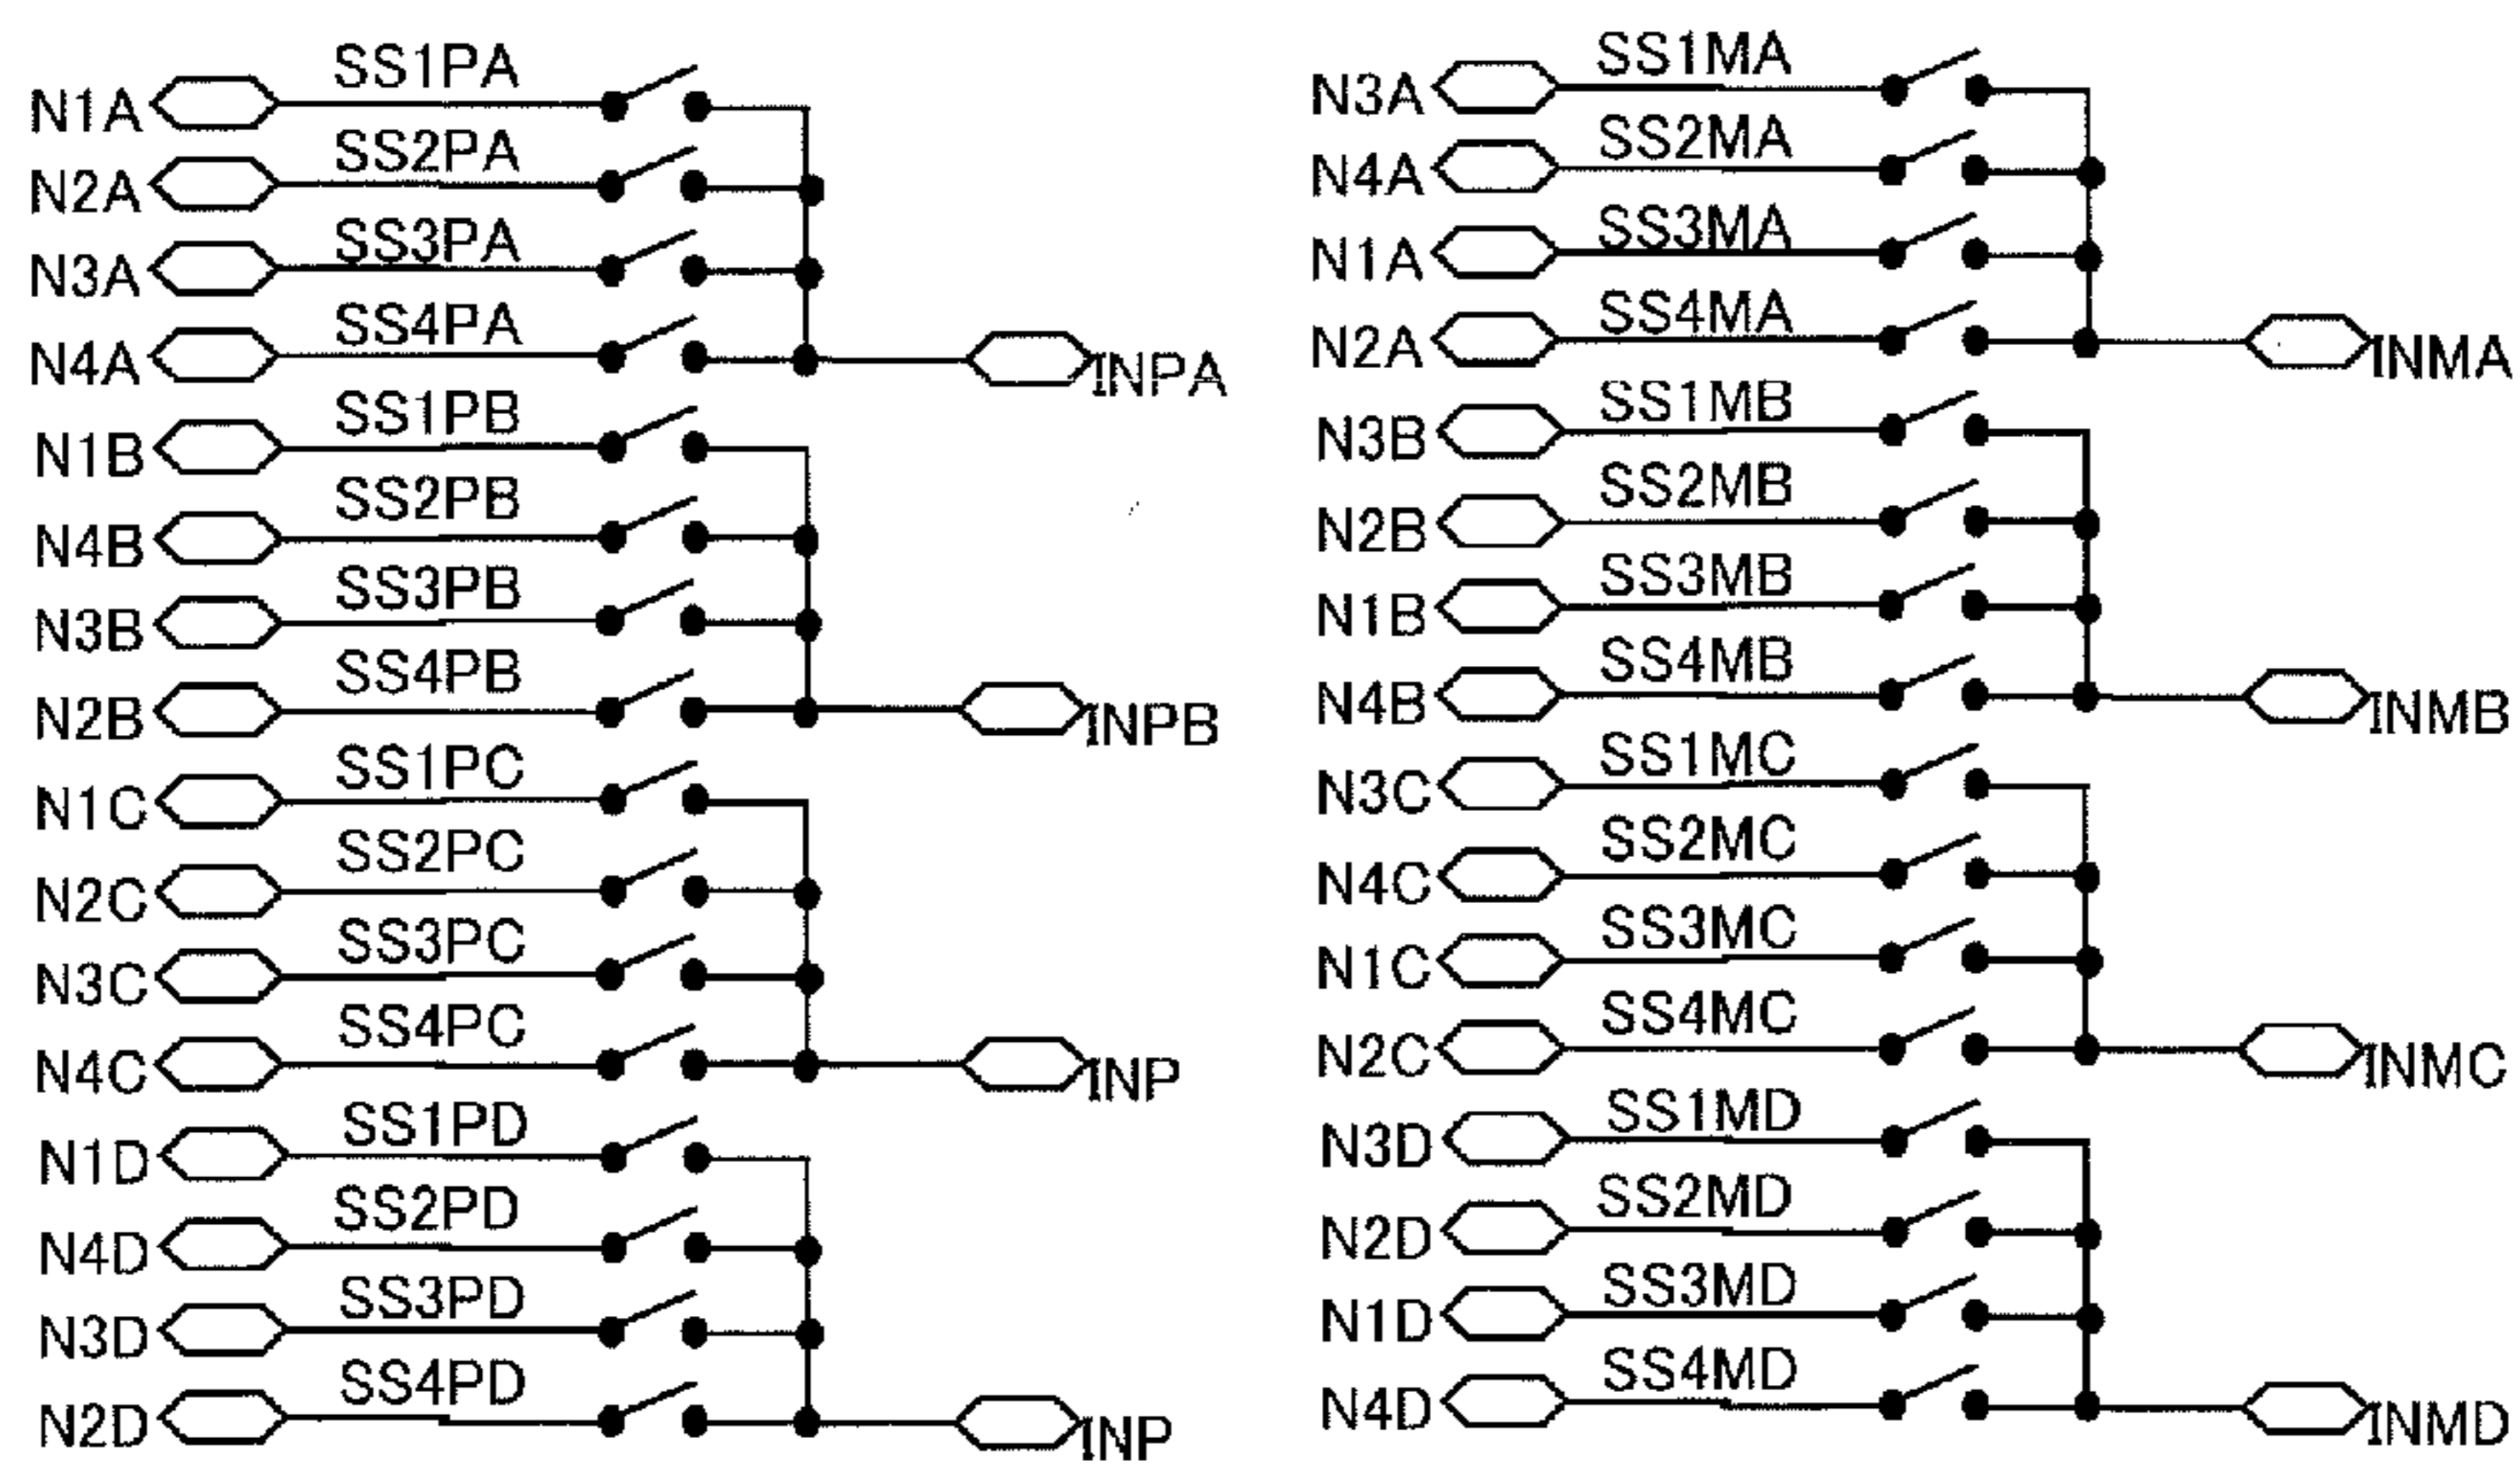 SS1PA
N1A
SS2PA
N2A
SS3PA
N3A
SS4PA
N4A
INPA
SS1PB
N1B
SS2PB
N4B
SS3PB
N3B
SS4PB
N2B
INPB
SS1PC
N1C
SS2PC
N2C
SS3PC
N3C
SS4PC
N4C
INP
SS1PD
N1D
SS2PD
N4D
SS3PD
N3D
SS4PD
N2D
INP
SS1MA
N3A
SS2MA
N4A
SS3MA
N1A
SS4MA
N2A
INMA
SS1MB
N3B
SS2MB
N2B
SS3MB
N1B
SS4MB
N4B
INMB
SS1MC
N3C
SS2MC
N4C
SS3MC
N1C
SS4MC
N2C
INMC
SS1MD
N3D
SS2MD
N2D
SS3MD
N1D
SS4MD
N4D
INMD